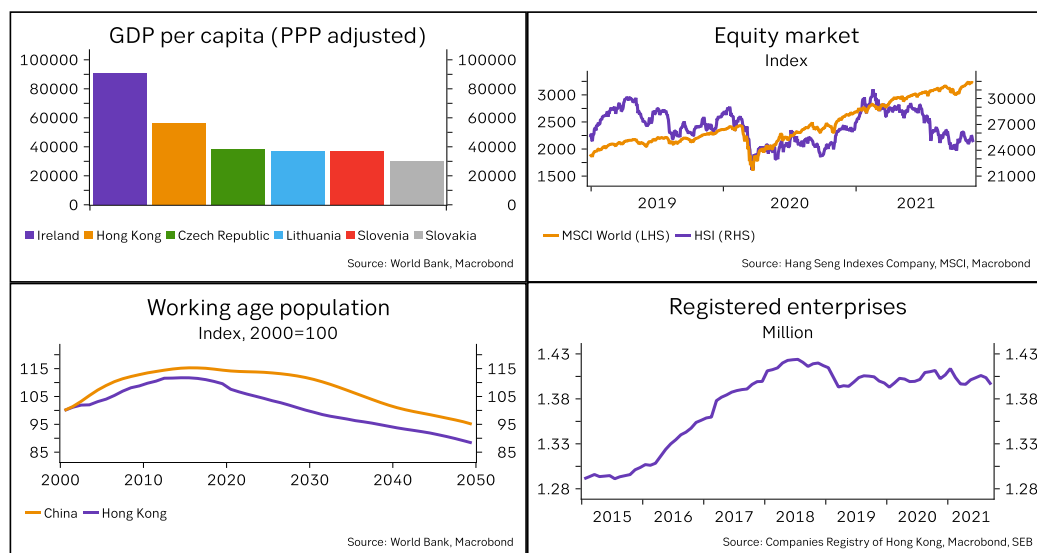 GDP per capita (PPP adjusted)
100000 100000
80000 80000
60000 60000
40000 40000
20000 20000
0 0
Ireland Hong Kong Czech Republic Lithuania Slovenia Slovakia
Source: World Bank, Macrobond
Equity market
Index
3000 30000
2500 27000
2000 24000
1500 21000
2019 2020 2021
MSCI World (LHS) HSI (RHS)
Source: Hang Seng Indexes Company, MSCI, Macrobond
Working age population
Index, 2000=100
115 115
105 105
95 95
85 85
2000 2010 2020 2030 2040 2050
China Hong Kong
Source: World Bank, Macrobond
Registered enterprises
Million
1.43 1.43
1.38 1.38
1.33 1.33
1.28 1.28
2015 2016 2017 2018 2019 2020 2021
Source: Companies Registry of Hong Kong, Macrobond, SEB